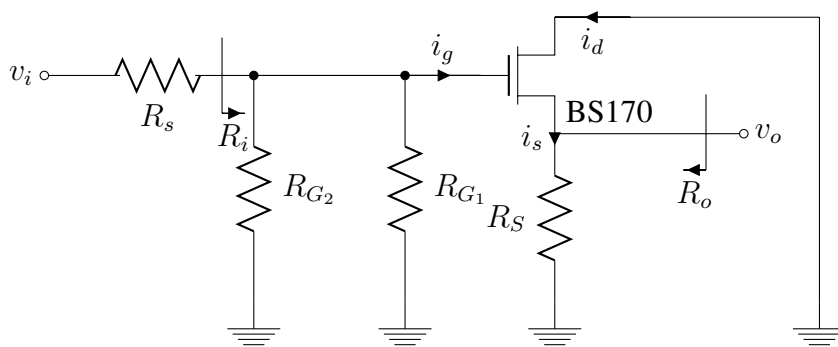 i_g
i_d
v_i
R_s
R_i
BS170
i_s
v_o
R_{G_2}
R_{G_1}
R_S
R_o